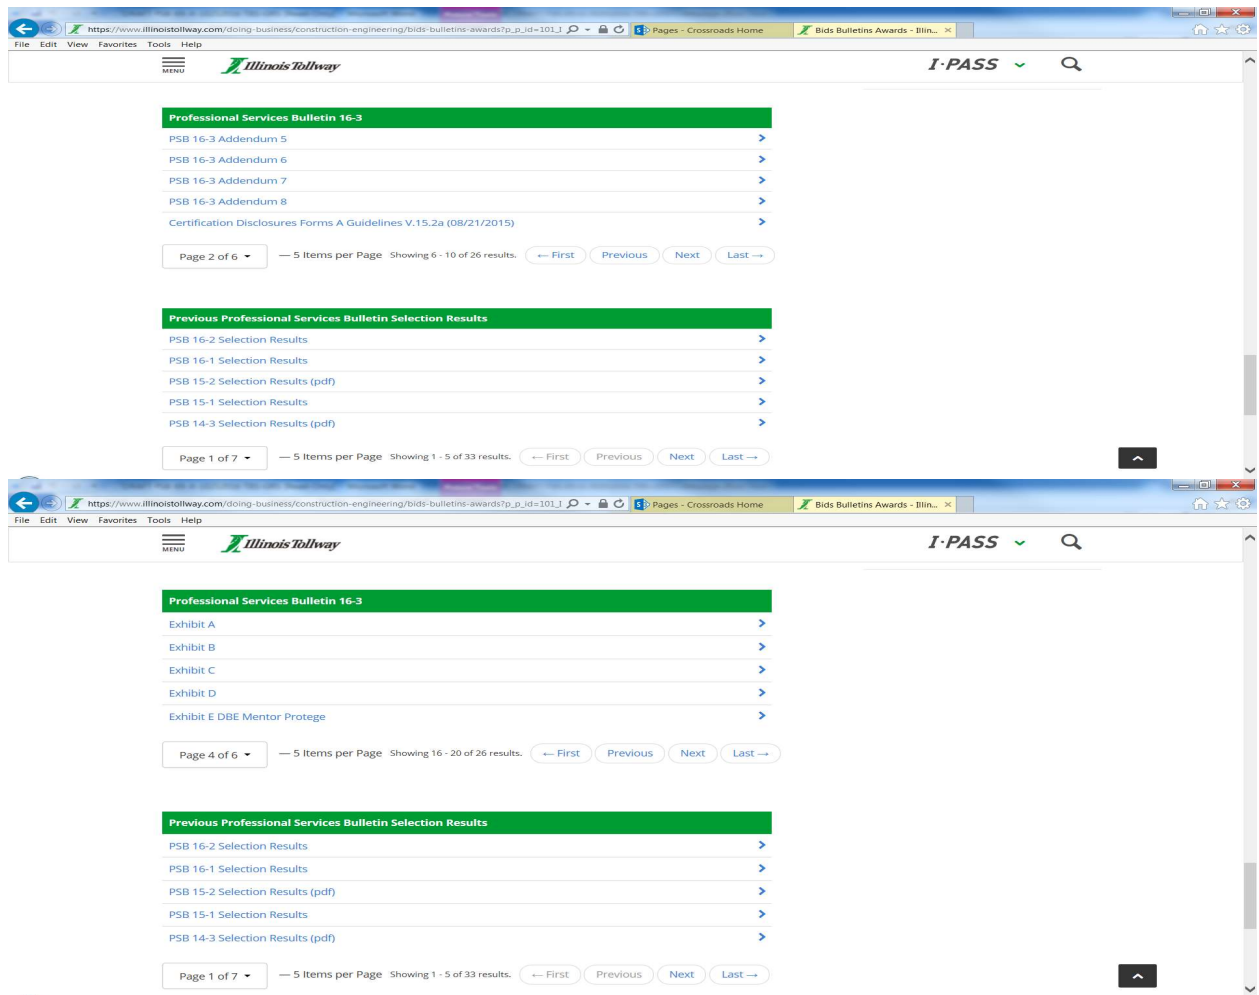 https://www.illinoistollway.com/doing-business/construction-engineering/bids-bulletins-awards?p_p_id=101_I Pages - Crossroads Home Bids Bulletins Awards - Illin...
File Edit View Favorites Tools Help
MENU Illinois Tollway I-PASS
Professional Services Bulletin 16-3
PSB 16-3 Addendum 5
PSB 16-3 Addendum 6
PSB 16-3 Addendum 7
PSB 16-3 Addendum 8
Certification Disclosures Forms A Guidelines V.15.2a (08/21/2015)
Page 2 of 6 — 5 Items per Page Showing 6 - 10 of 26 results. ← First Previous Next Last →
Previous Professional Services Bulletin Selection Results
PSB 16-2 Selection Results
PSB 16-1 Selection Results
PSB 15-2 Selection Results (pdf)
PSB 15-1 Selection Results
PSB 14-3 Selection Results (pdf)
Page 1 of 7 — 5 Items per Page Showing 1 - 5 of 33 results. ← First Previous Next Last →
https://www.illinoistollway.com/doing-business/construction-engineering/bids-bulletins-awards?p_p_id=101_I Pages - Crossroads Home Bids Bulletins Awards - Illin...
File Edit View Favorites Tools Help
MENU Illinois Tollway I-PASS
Professional Services Bulletin 16-3
Exhibit A
Exhibit B
Exhibit C
Exhibit D
Exhibit E DBE Mentor Protege
Page 4 of 6 — 5 Items per Page Showing 16 - 20 of 26 results. ← First Previous Next Last →
Previous Professional Services Bulletin Selection Results
PSB 16-2 Selection Results
PSB 16-1 Selection Results
PSB 15-2 Selection Results (pdf)
PSB 15-1 Selection Results
PSB 14-3 Selection Results (pdf)
Page 1 of 7 — 5 Items per Page Showing 1 - 5 of 33 results. ← First Previous Next Last →